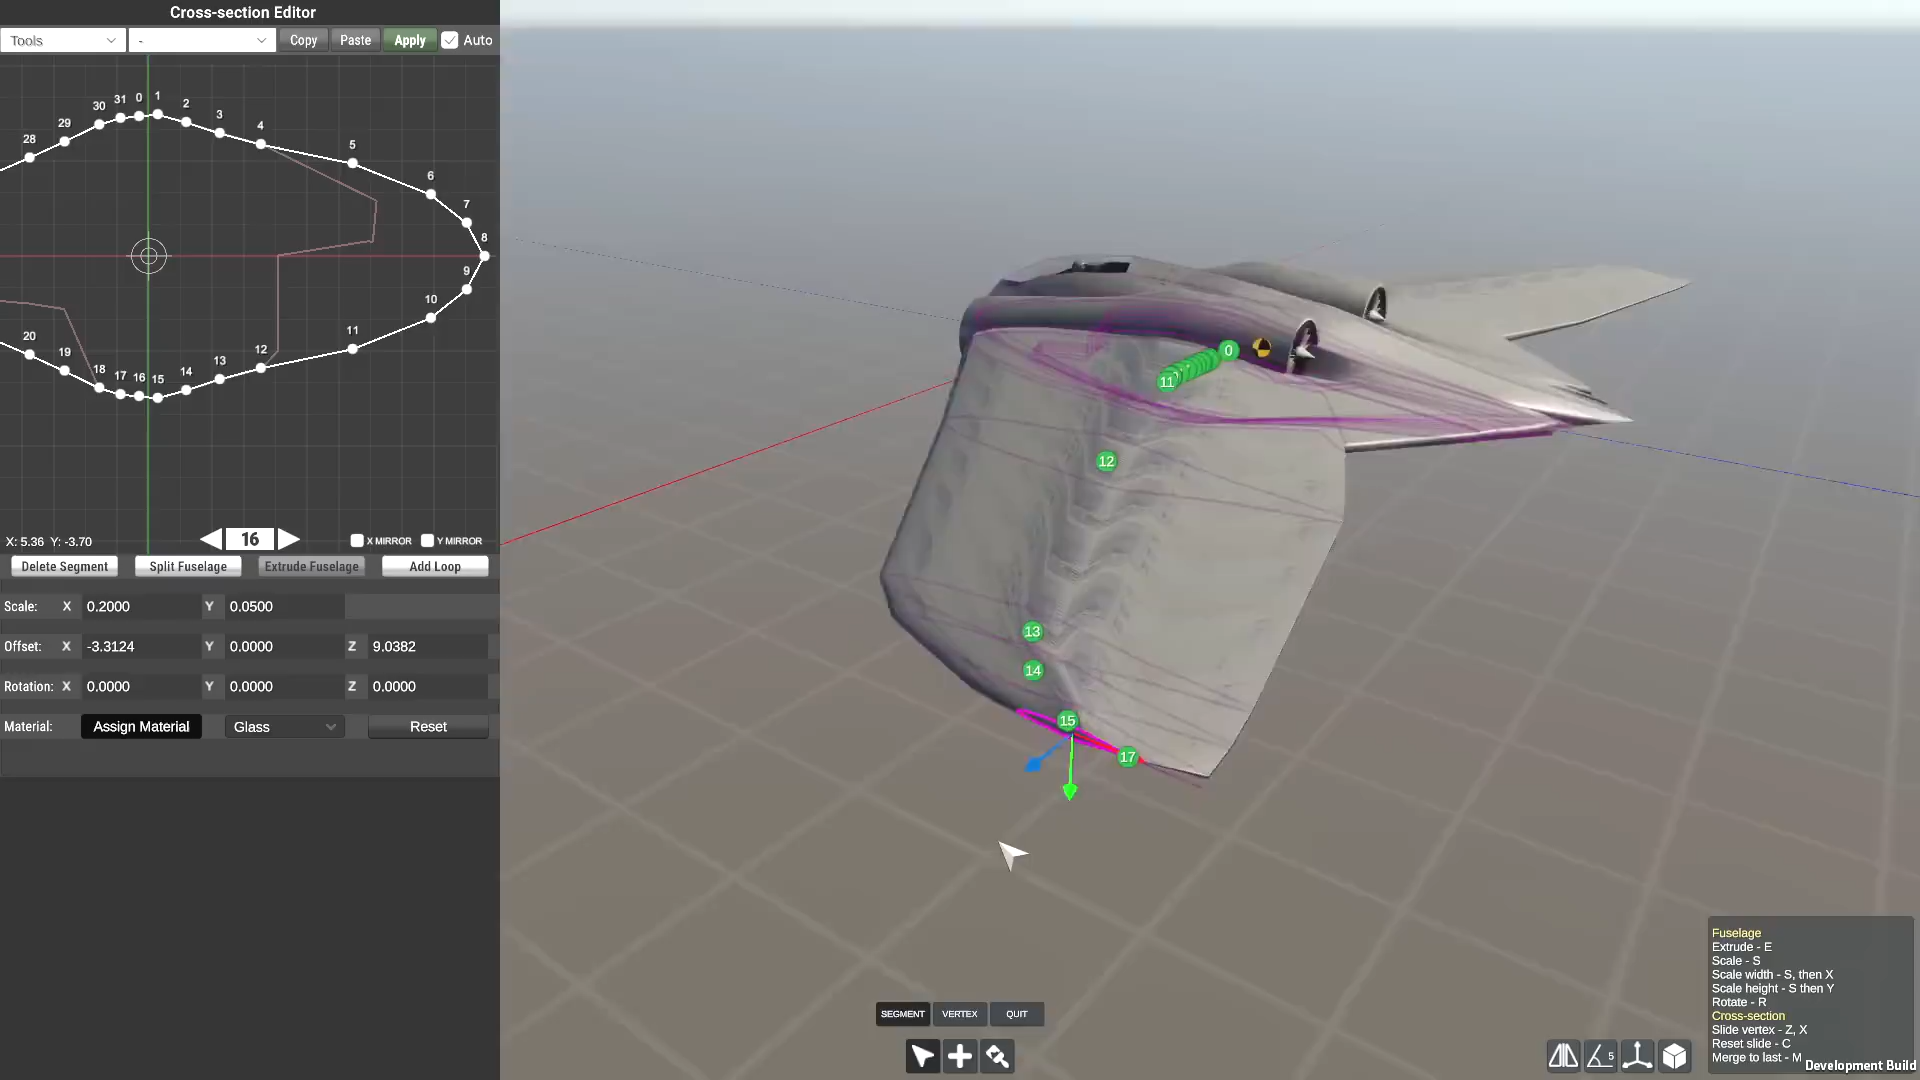 Cross-section Editor
Tools - Copy Paste Apply Auto
28 29 30 31 0 1 2 3 4 5 6 7 8
9 10 11 12 13 14 15 16 17 18 19 20
X: 5.36 Y: -3.70 16 X MIRROR Y MIRROR
Delete Segment Split Fuselage Extrude Fuselage Add Loop
Scale: X 0.2000 Y 0.0500
Offset: X -3.3124 Y 0.0000 Z 9.0382
Rotation: X 0.0000 Y 0.0000 Z 0.0000
Material: Assign Material Glass Reset
0
11
12
13
14
15
17
SEGMENT VERTEX QUIT
5
Fuselage
Extrude - E
Scale - S
Scale width - S, then X
Scale height - S then Y
Rotate - R
Cross-section
Slide vertex - Z, X
Reset slide - C
Merge to last - M
Development Build